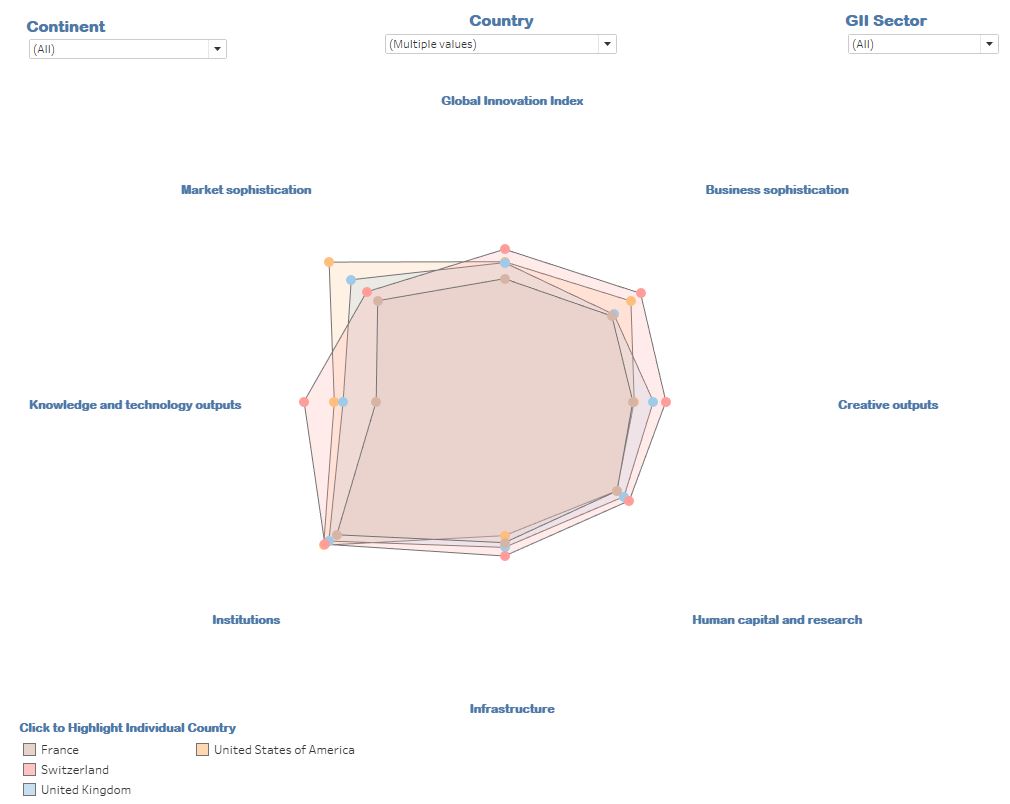 Continent
Country
GII Sector
(All)
(Multiple values)
(All)
Global Innovation Index
Market sophistication
Business sophistication
Knowledge and technology outputs
Creative outputs
Institutions
Human capital and research
Infrastructure
Click to Highlight Individual Country
France
United States of America
Switzerland
United Kingdom